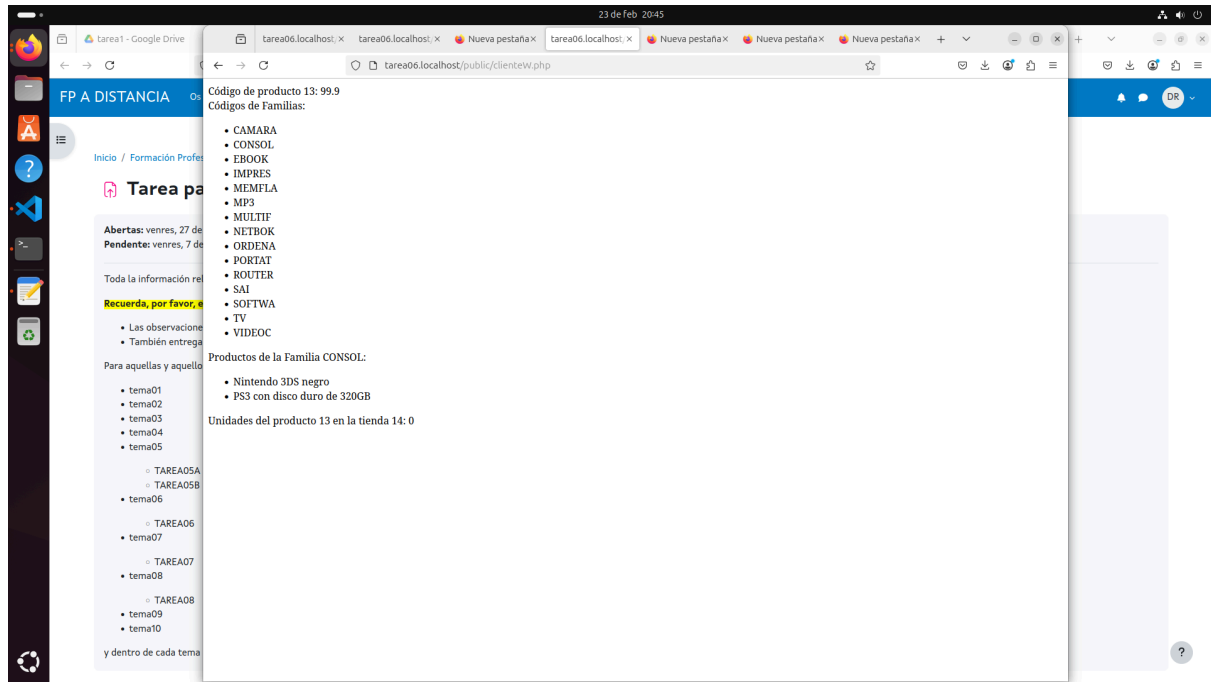 23 de feb 20:45
tarea1 - Google Drive
tarea06.localhost/
tarea06.localhost/
Nueva pestaña
tarea06.localhost/
Nueva pestaña
Nueva pestaña
Nueva pestaña
tarea06.localhost/public/clienteW.php
FP A DISTANCIA Os
DR
Inicio / Formación Profes
Tarea pa
Abertas: venres, 27 de
Pendente: venres, 7 de
Toda la información rel
Recuerda, por favor, e
• Las observacione
• También entrega
Para aquellas y aquello
• tema01
• tema02
• tema03
• tema04
• tema05
◦ TAREA05A
◦ TAREA05B
• tema06
◦ TAREA06
• tema07
◦ TAREA07
• tema08
◦ TAREA08
• tema09
• tema10
y dentro de cada tema
Código de producto 13: 99.9
Códigos de Familias:
• CAMARA
• CONSOL
• EBOOK
• IMPRES
• MEMFLA
• MP3
• MULTIF
• NETBOK
• ORDENA
• PORTAT
• ROUTER
• SAI
• SOFTWA
• TV
• VIDEOC
Productos de la Familia CONSOL:
• Nintendo 3DS negro
• PS3 con disco duro de 320GB
Unidades del producto 13 en la tienda 14: 0
?